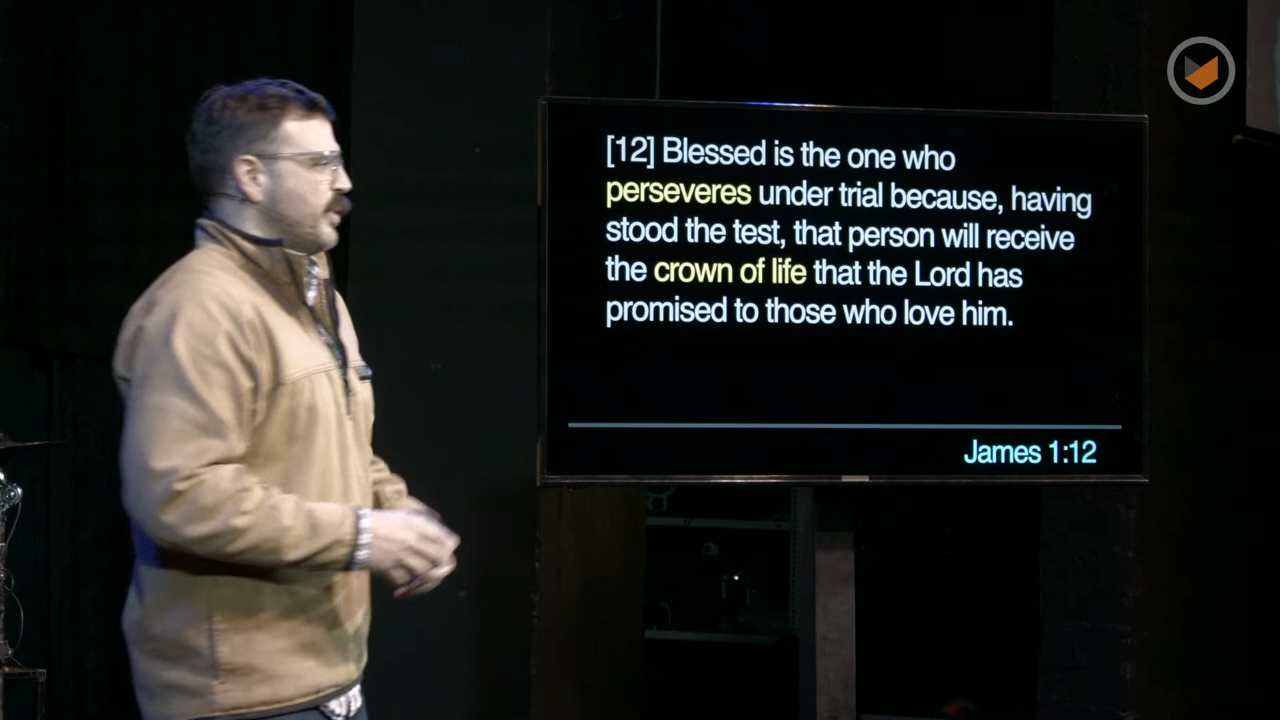 [12] Blessed is the one who
perseveres under trial because, having
stood the test, that person will receive
the crown of life that the Lord has
promised to those who love him.
James 1:12